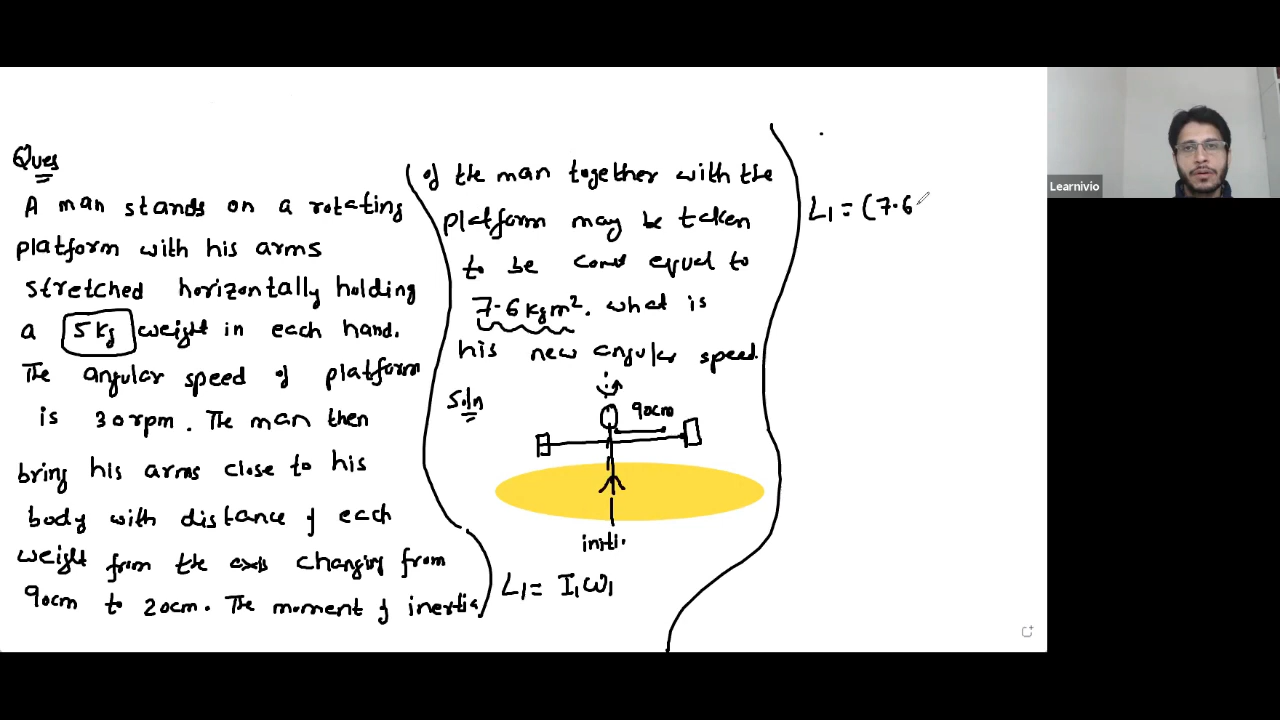 Ques
A man stands on a rotating
platform with his arms
stretched horizontally holding
a 5kg weight in each hand.
The angular speed of platform
is 30rpm. The man then
bring his arms close to his
body with distance of each
weight from the axis changing from
90cm to 20cm. The moment of inertia
of the man together with the
platform may be taken
to be const equal to
7.6 kgm². what is
his new angular speed.
Soln
90cm
initi.
L1 = I1ω1
L1 = (7.6
Learnivio